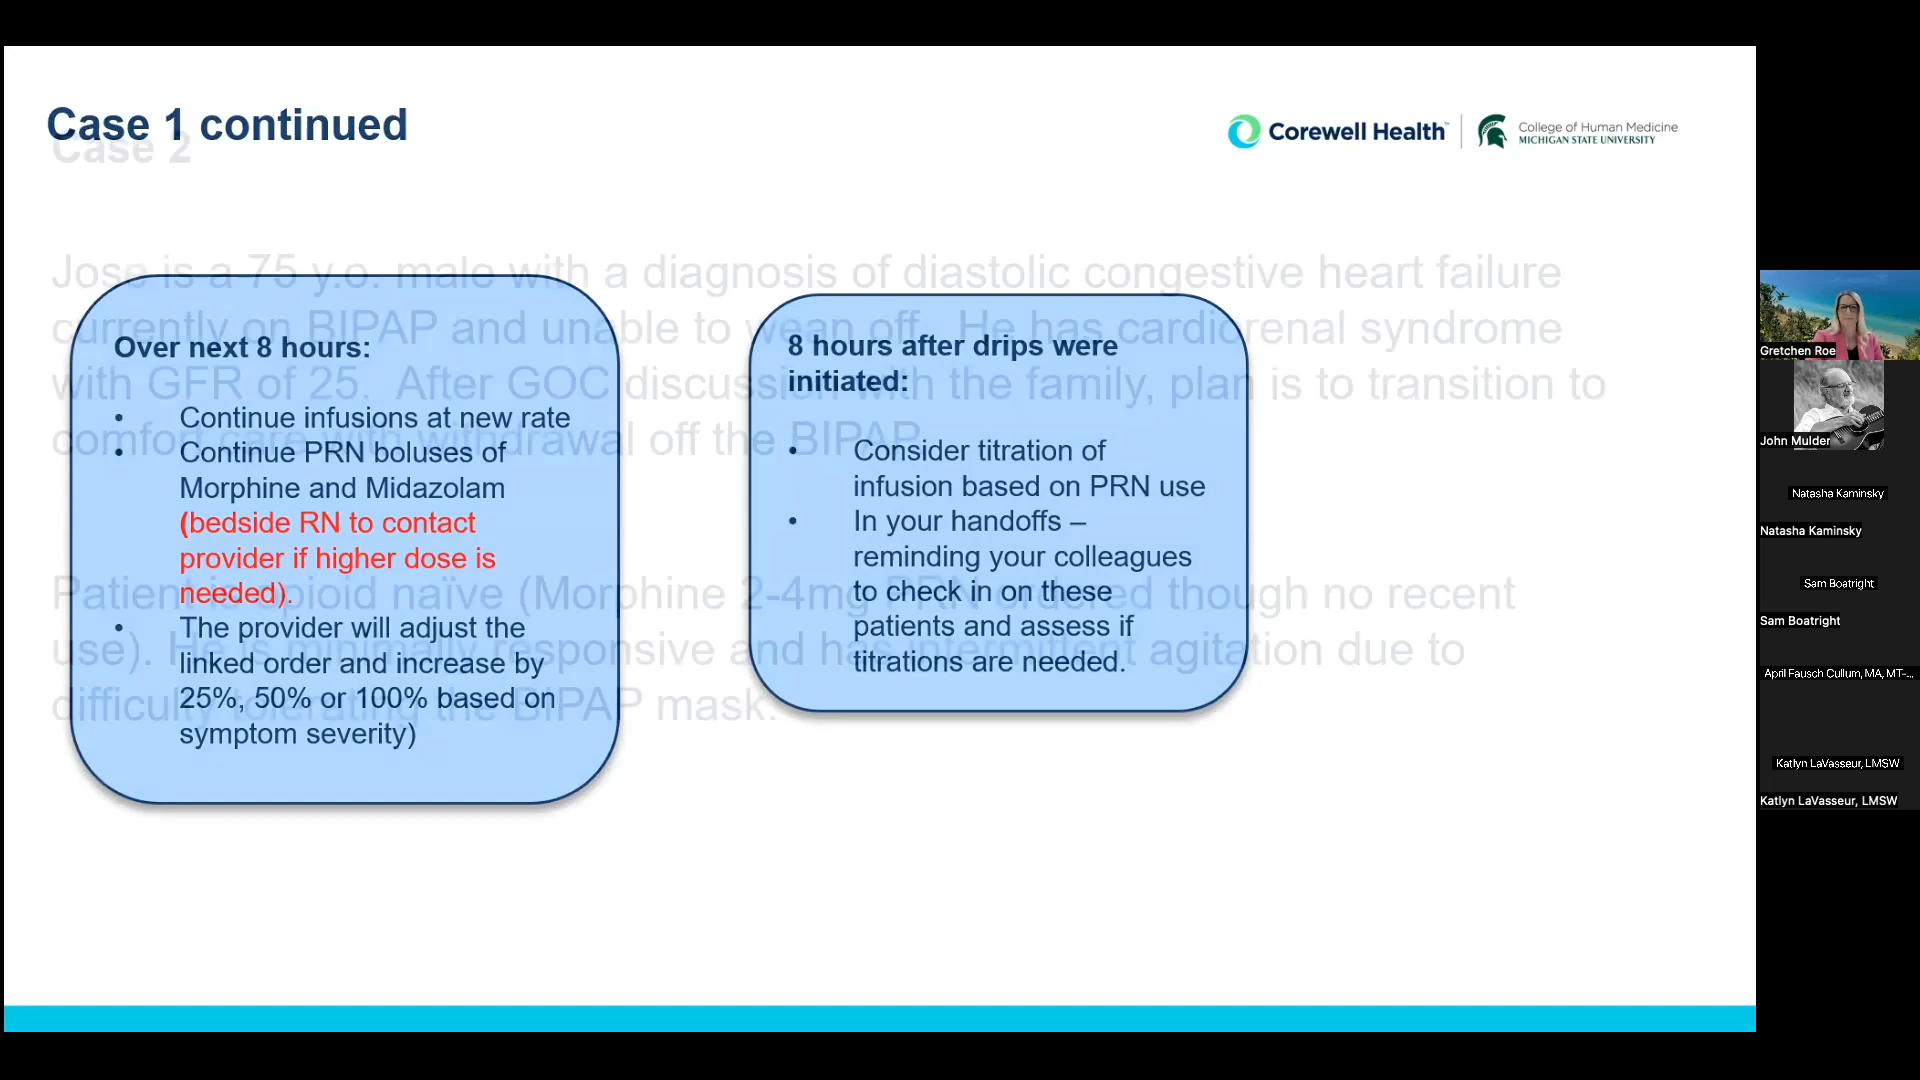 Case 1 continued
Case 2
Corewell Health™
College of Human Medicine
MICHIGAN STATE UNIVERSITY
Jose is a 75 y.o. male with a diagnosis of diastolic congestive heart failure
currently on BIPAP and unable to wean off. He has cardiorenal syndrome
with GFR of 25. After GOC discussion with the family, plan is to transition to
comfort care with withdrawal off the BIPAP.
Patient is opioid naïve (Morphine 2-4mg PRN ordered though no recent
use). He is minimally responsive and has intermittent agitation due to
difficulty tolerating the BIPAP mask.
Over next 8 hours:
• Continue infusions at new rate
• Continue PRN boluses of
Morphine and Midazolam
(bedside RN to contact
provider if higher dose is
needed).
• The provider will adjust the
linked order and increase by
25%, 50% or 100% based on
symptom severity)
8 hours after drips were
initiated:
• Consider titration of
infusion based on PRN use
• In your handoffs –
reminding your colleagues
to check in on these
patients and assess if
titrations are needed.
Gretchen Roe
John Mulder
Natasha Kaminsky
Natasha Kaminsky
Sam Boatright
Sam Boatright
April Fausch Cullum, MA, MT-...
Katlyn LaVasseur, LMSW
Katlyn LaVasseur, LMSW